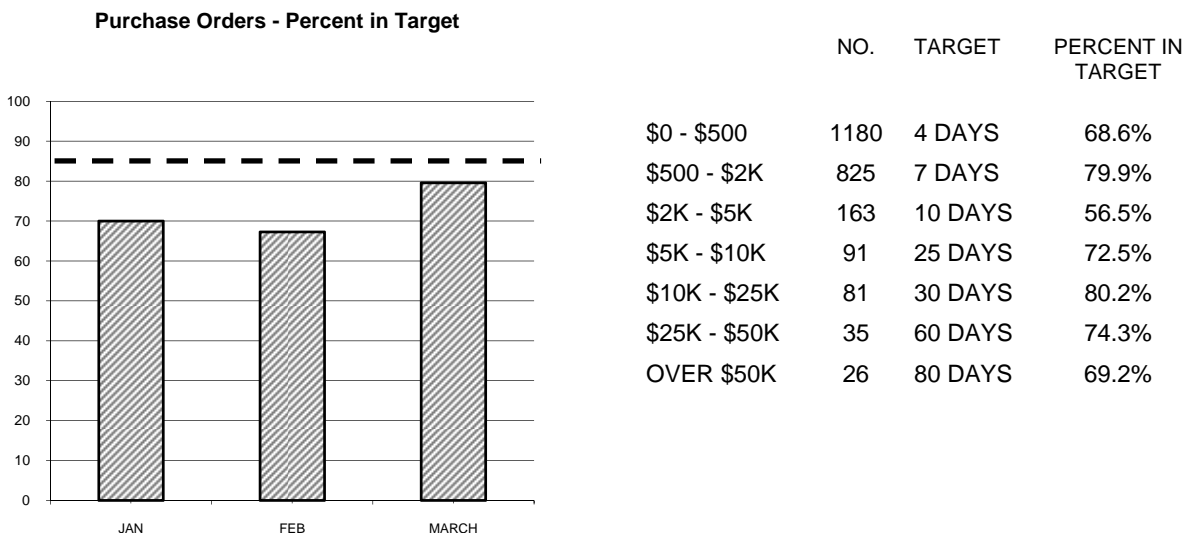 Purchase Orders - Percent in Target
100
90
80
70
60
50
40
30
20
10
0
JAN FEB MARCH
NO. TARGET PERCENT IN
TARGET
$0 - $500 1180 4 DAYS 68.6%
$500 - $2K 825 7 DAYS 79.9%
$2K - $5K 163 10 DAYS 56.5%
$5K - $10K 91 25 DAYS 72.5%
$10K - $25K 81 30 DAYS 80.2%
$25K - $50K 35 60 DAYS 74.3%
OVER $50K 26 80 DAYS 69.2%